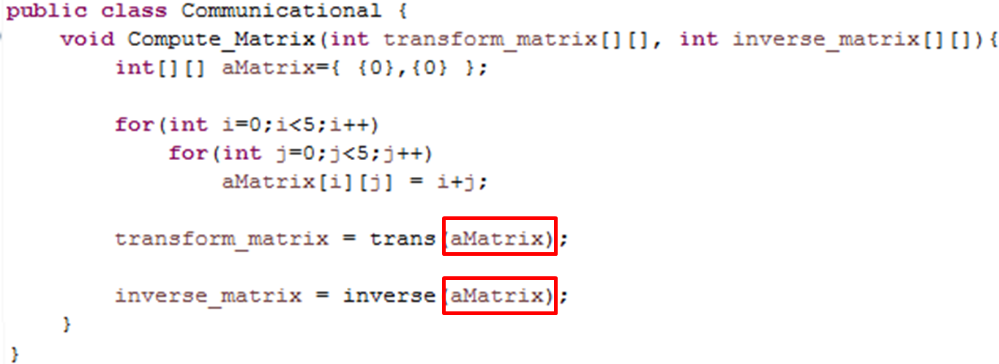 public class Communicational {
void Compute_Matrix(int transform_matrix[][], int inverse_matrix[][]){
int[][] aMatrix={ {0},{0} };
for(int i=0;i<5;i++)
for(int j=0;j<5;j++)
aMatrix[i][j] = i+j;
transform_matrix = trans(aMatrix);
inverse_matrix = inverse(aMatrix);
}
}